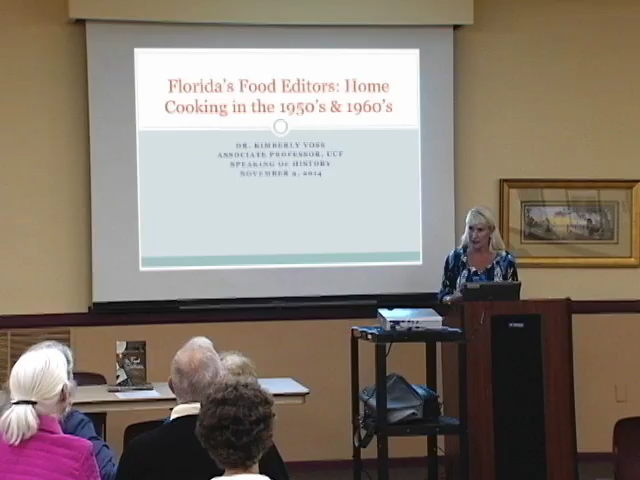 Florida's Food Editors: Home
Cooking in the 1950's & 1960's
DR. KIMBERLY VOSS
ASSOCIATE PROFESSOR, UCF
SPEAKING OF HISTORY
NOVEMBER 9, 2014
Food